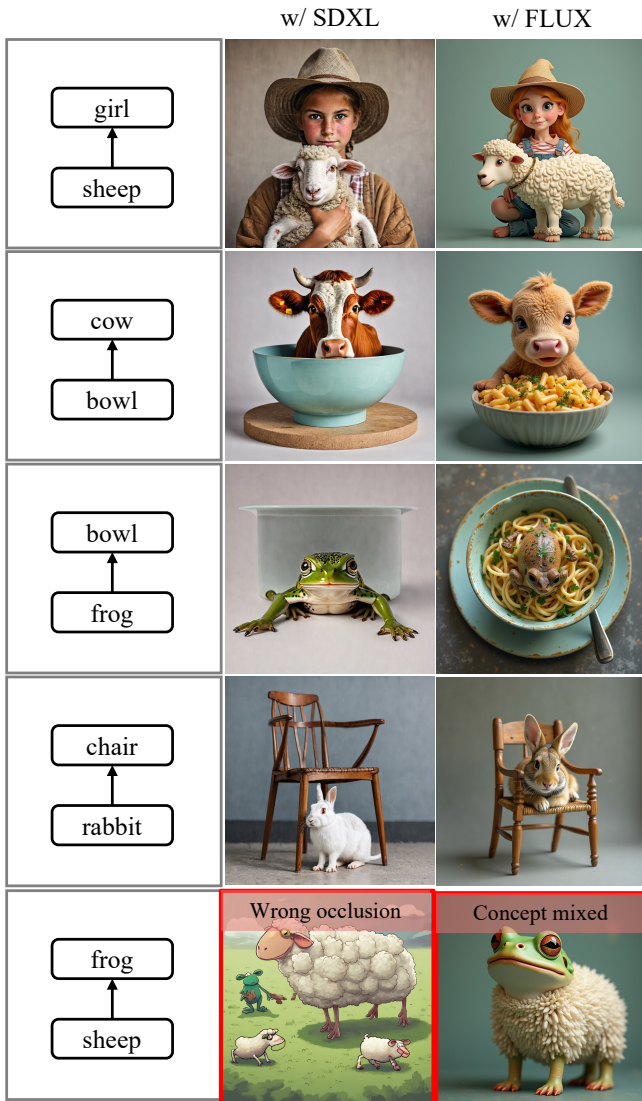 w/ SDXL
w/ FLUX
girl
sheep
cow
bowl
bowl
frog
chair
rabbit
frog
sheep
Wrong occlusion
Concept mixed